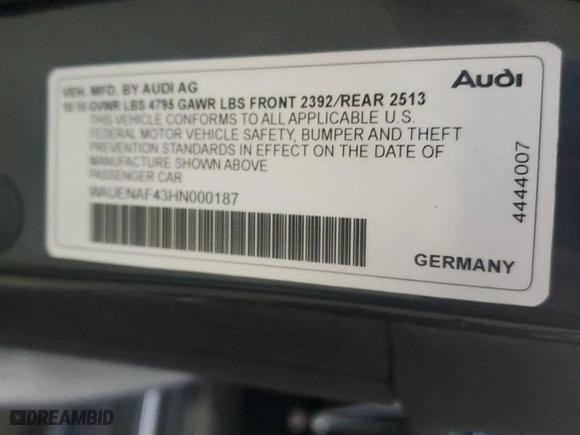 VEH. MFD. BY AUDI AG
Audi
GVWR LBS 4795 GAWR LBS FRONT 2392/REAR 2513
THIS VEHICLE CONFORMS TO ALL APPLICABLE U.S.
FEDERAL MOTOR VEHICLE SAFETY, BUMPER AND THEFT
PREVENTION STANDARDS IN EFFECT ON THE DATE OF
MANUFACTURE SHOWN ABOVE
PASSENGER CAR
WAUENAF43HN000187
4444007
GERMANY
DREAMBID